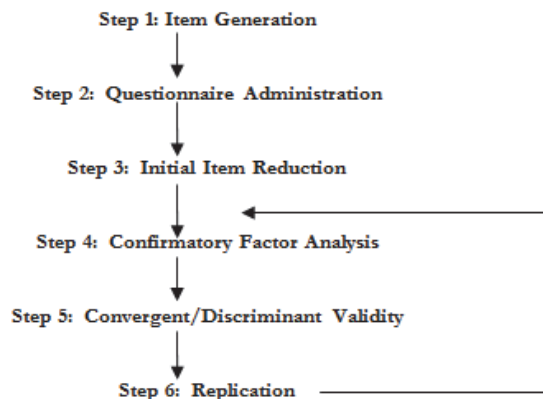 Step 1: Item Generation
Step 2: Questionnaire Administration
Step 3: Initial Item Reduction
Step 4: Confirmatory Factor Analysis
Step 5: Convergent/Discriminant Validity
Step 6: Replication